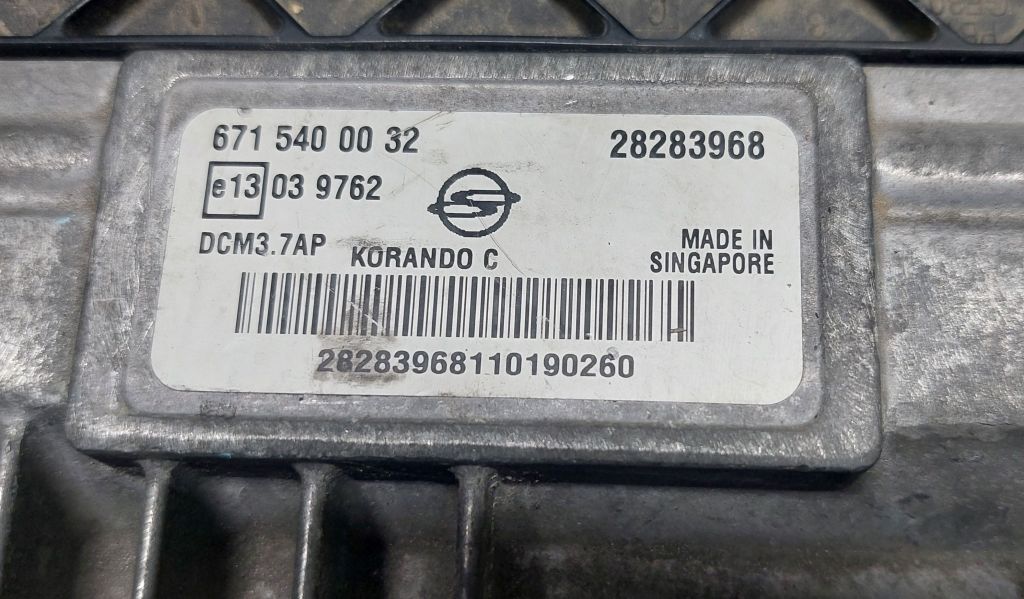 671 540 00 32 28283968
e13 03 9762
DCM3.7AP KORANDO C MADE IN
SINGAPORE
28283968110190260